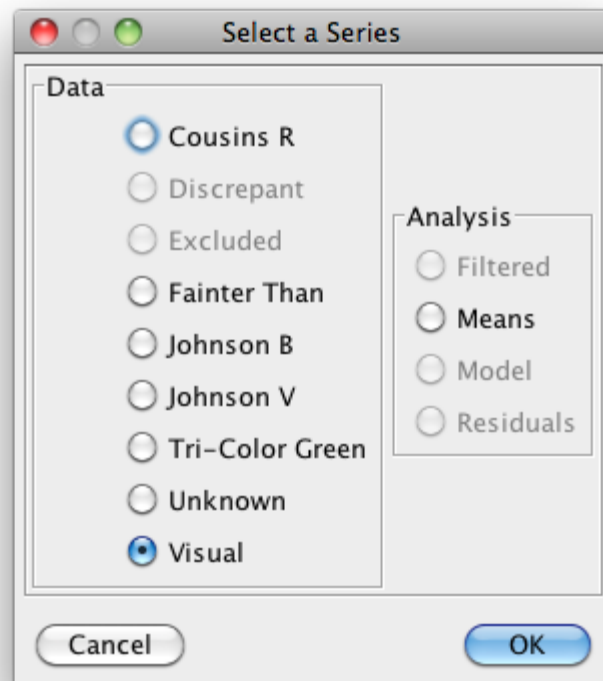 Select a Series
Data
Cousins R
Discrepant
Excluded
Fainter Than
Johnson B
Johnson V
Tri-Color Green
Unknown
Visual
Analysis
Filtered
Means
Model
Residuals
Cancel
OK